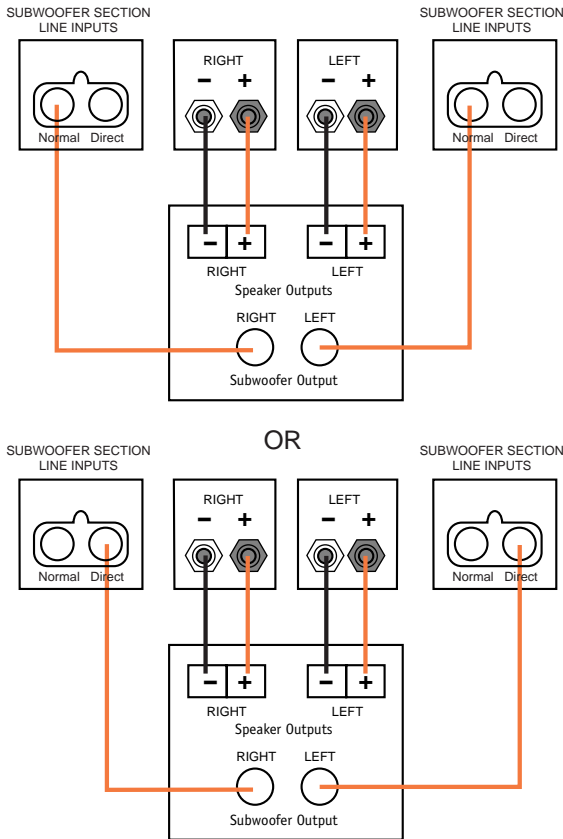 SUBWOOFER SECTION
LINE INPUTS
SUBWOOFER SECTION
LINE INPUTS
RIGHT
– +
LEFT
– +
Normal Direct
Normal Direct
– +
RIGHT
– +
LEFT
Speaker Outputs
RIGHT LEFT
Subwoofer Output
OR
SUBWOOFER SECTION
LINE INPUTS
SUBWOOFER SECTION
LINE INPUTS
RIGHT
– +
LEFT
– +
Normal Direct
Normal Direct
– +
RIGHT
– +
LEFT
Speaker Outputs
RIGHT LEFT
Subwoofer Output